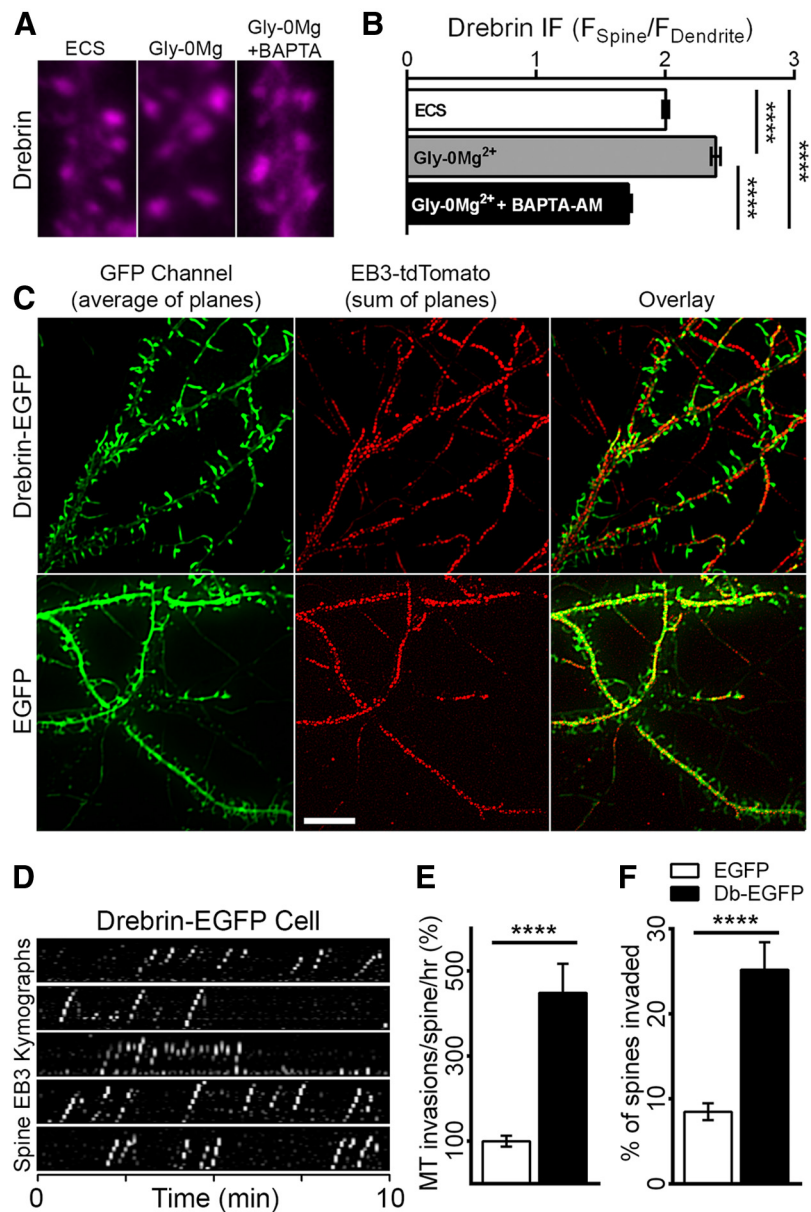 A
ECS
Gly-0Mg
Gly-0Mg
+BAPTA
Drebrin
B
Drebrin IF (F_Spine/F_Dendrite)
0 1 2 3
ECS
Gly-0Mg²⁺
Gly-0Mg²⁺ + BAPTA-AM
****
****
****
C
GFP Channel
(average of planes)
EB3-tdTomato
(sum of planes)
Overlay
Drebrin-EGFP
EGFP
D
Drebrin-EGFP Cell
Spine EB3 Kymographs
0 10
Time (min)
E
MT invasions/spine/hr (%)
500
300
100
****
F
EGFP
Db-EGFP
****
% of spines invaded
30
20
10
0